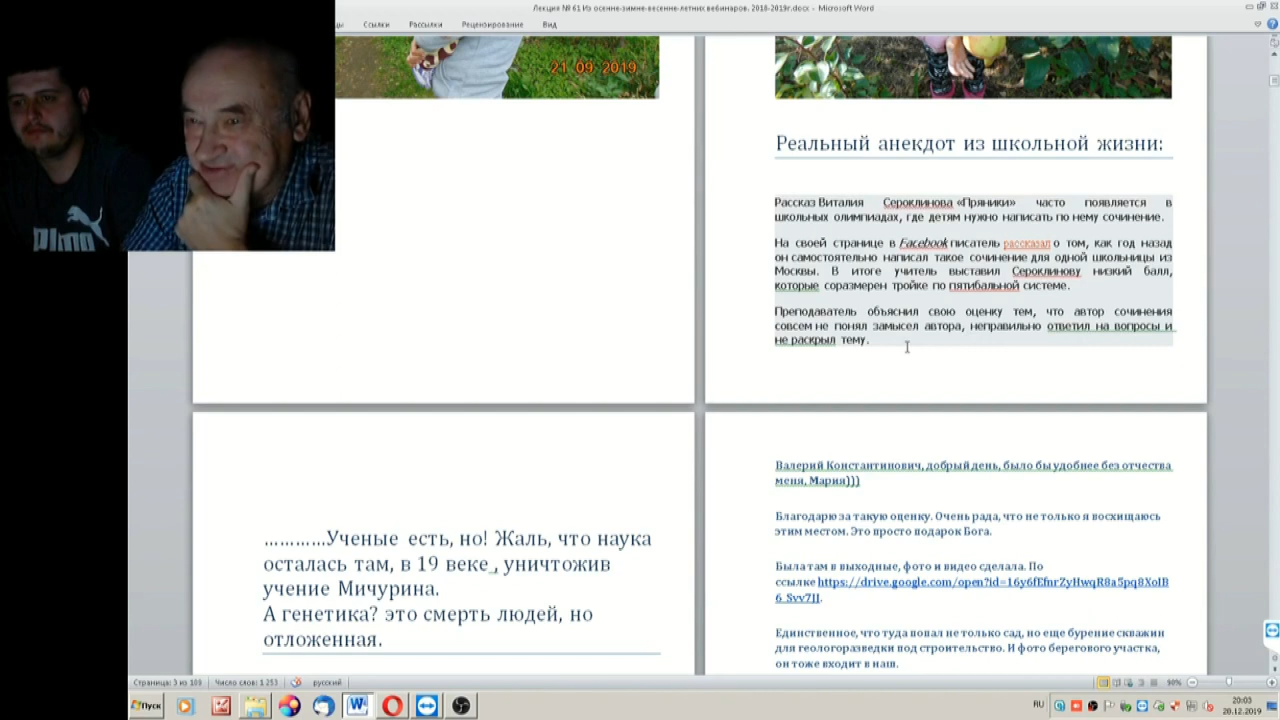 Лекция № 61 Из осенне-зимне-весенне-летних вебинаров. 2018-2019г.docx - Microsoft Word
Ссылки Рассылки Рецензирование Вид
21 09 2019
Реальный анекдот из школьной жизни:
Рассказ Виталия Сероклинова «Пряники» часто появляется в
школьных олимпиадах, где детям нужно написать по нему сочинение.
На своей странице в Facebook писатель рассказал о том, как год назад
он самостоятельно написал такое сочинение для одной школьницы из
Москвы. В итоге учитель выставил Сероклинову низкий балл,
которые соразмерен тройке по пятибальной системе.
Преподаватель объяснил свою оценку тем, что автор сочинения
совсем не понял замысел автора, неправильно ответил на вопросы и
не раскрыл тему.
…………Ученые есть, но! Жаль, что наука
осталась там, в 19 веке , уничтожив
учение Мичурина.
А генетика? это смерть людей, но
отложенная.
Валерий Константинович, добрый день, было бы удобнее без отчества
меня, Мария)))
Благодарю за такую оценку. Очень рада, что не только я восхищаюсь
этим местом. Это просто подарок Бога.
Была там в выходные, фото и видео сделала. По
ссылке https://drive.google.com/open?id=16y6fEfnrZyHwqR8a5pq8XoIB
6_Svv7JJ.
Единственное, что туда попал не только сад, но еще бурение скважин
для геологоразведки под строительство. И фото берегового участка,
он тоже входит в наш.
Страница: 3 из 103 Число слов: 1 253 русский 90%
Пуск RU 20:03
20.12.2019